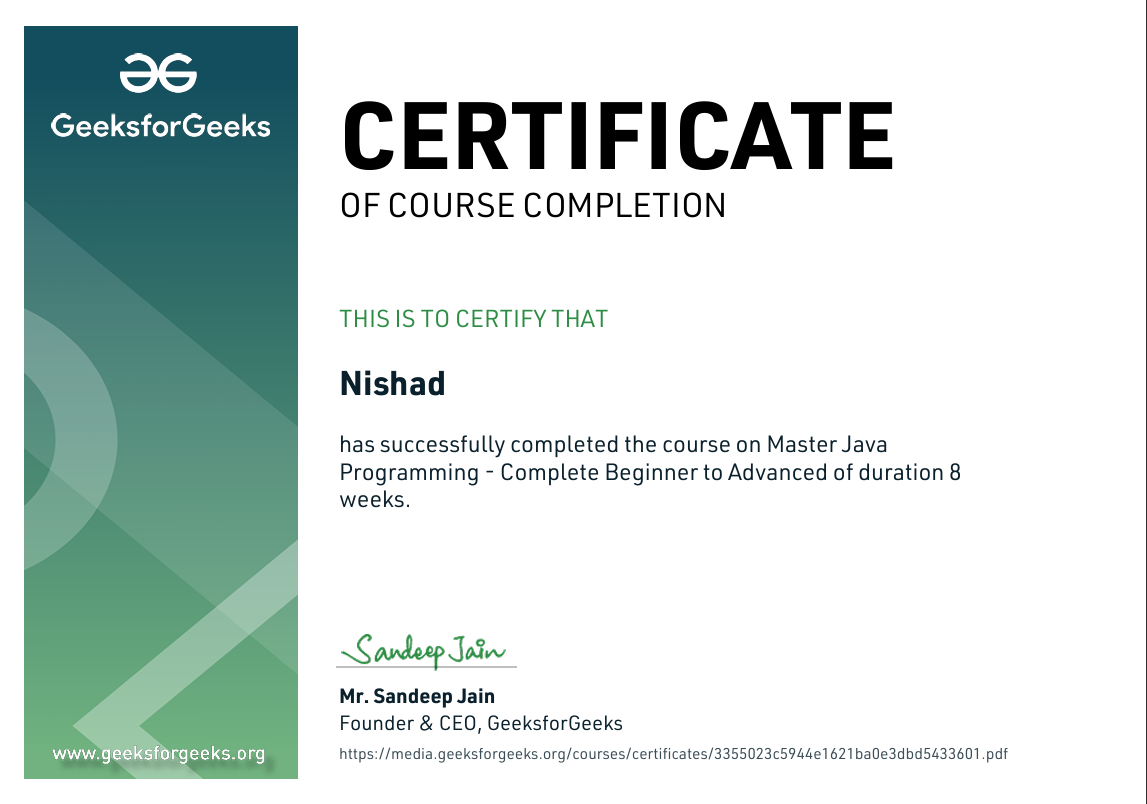 GeeksforGeeks
CERTIFICATE
OF COURSE COMPLETION
THIS IS TO CERTIFY THAT
Nishad
has successfully completed the course on Master Java
Programming - Complete Beginner to Advanced of duration 8
weeks.
Sandeep Jain
Mr. Sandeep Jain
Founder & CEO, GeeksforGeeks
https://media.geeksforgeeks.org/courses/certificates/3355023c5944e1621ba0e3dbd5433601.pdf
www.geeksforgeeks.org